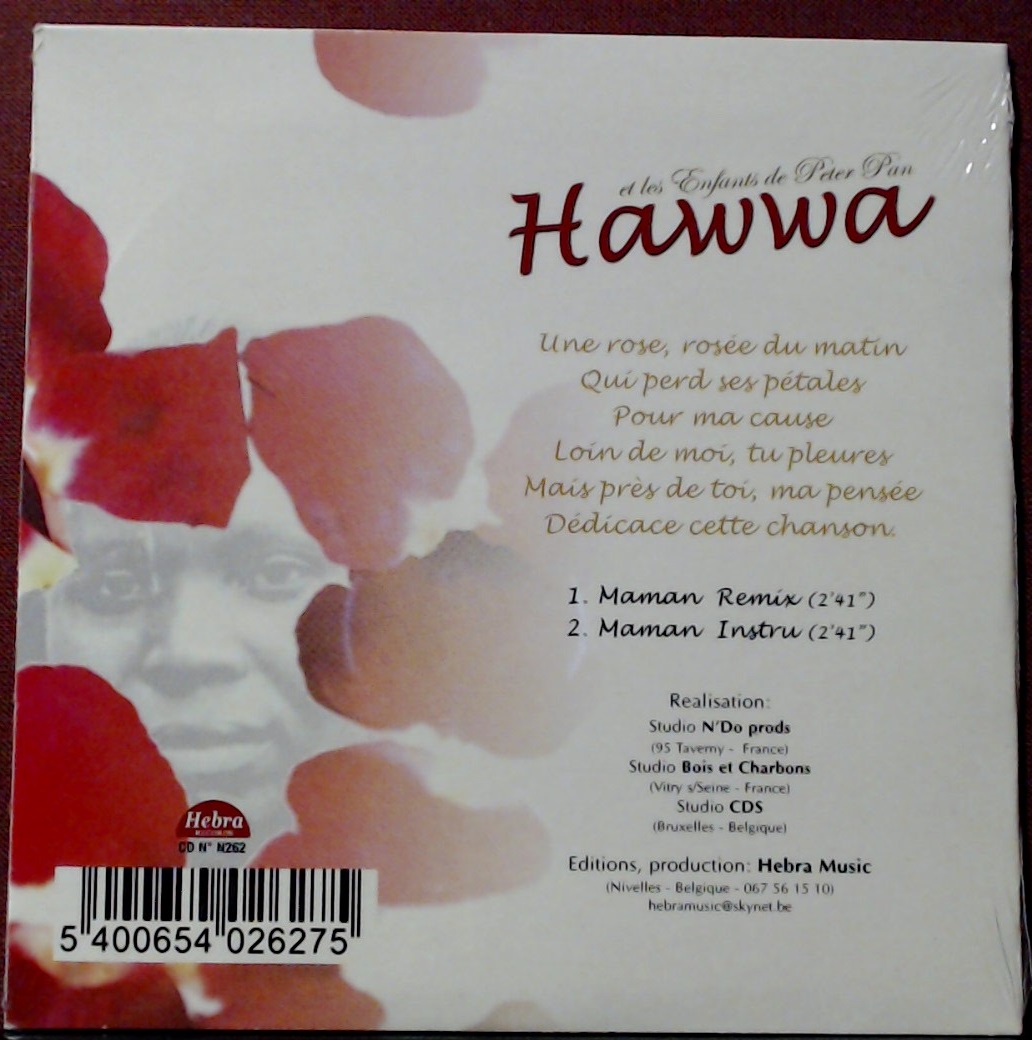 et les Enfants de Peter Pan
Hawwa
Une rose, rosée du matin
Qui perd ses pétales
Pour ma cause
Loin de moi, tu pleures
Mais près de toi, ma pensée
Dédicace cette chanson.
1. Maman Remix (2'41")
2. Maman Instru (2'41")
Realisation:
Studio N'Do prods
(95 Taverny - France)
Studio Bois et Charbons
(Vitry s/Seine - France)
Studio CDS
(Bruxelles - Belgique)
Editions, production: Hebra Music
(Nivelles - Belgique - 067 56 15 10)
hebramusic@skynet.be
Hebra
CD N° N262
5 400654 026275